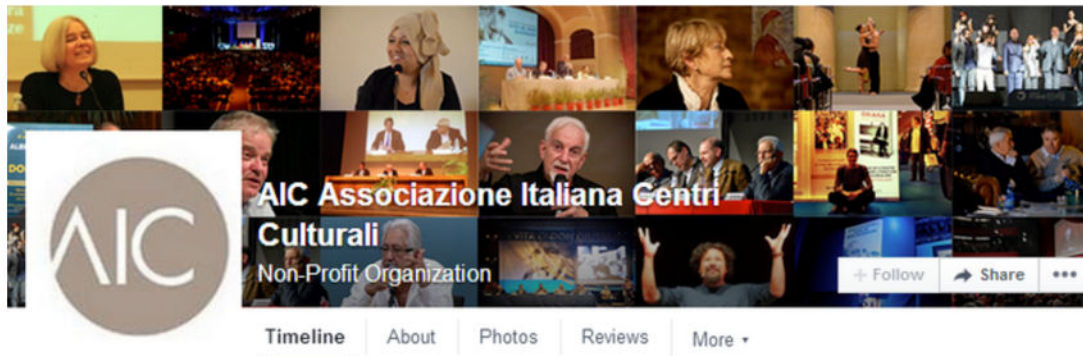 AIC
AIC Associazione Italiana Centri
Culturali
Non-Profit Organization
+ Follow
Share
•••
Timeline
About
Photos
Reviews
More